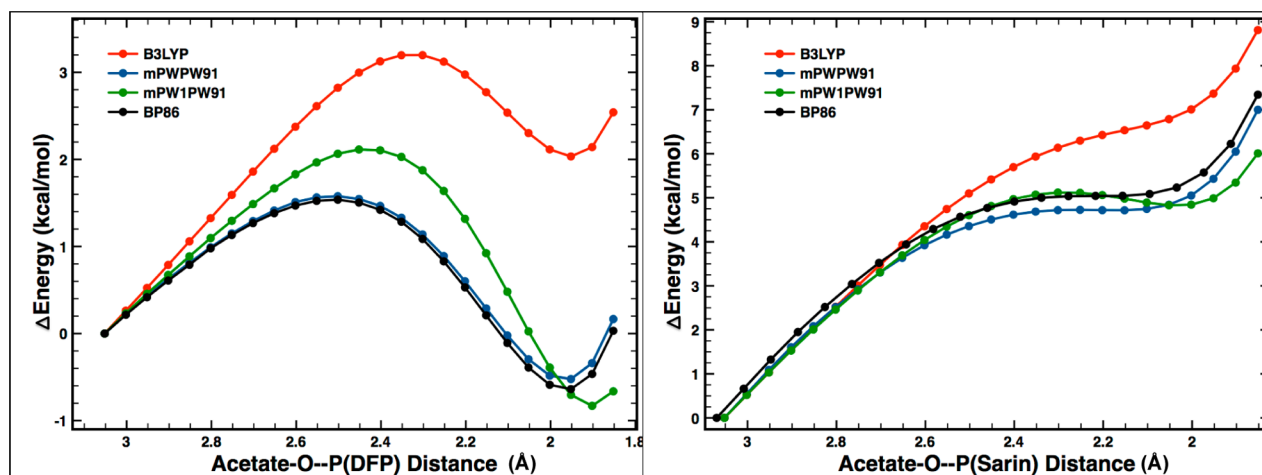 B3LYP
mPWPW91
mPW1PW91
BP86
ΔEnergy (kcal/mol)
3
2
1
0
-1
3
2.8
2.6
2.4
2.2
2
1.8
Acetate-O--P(DFP) Distance (Å)
B3LYP
mPWPW91
mPW1PW91
BP86
ΔEnergy (kcal/mol)
9
8
7
6
5
4
3
2
1
0
3
2.8
2.6
2.4
2.2
2
Acetate-O--P(Sarin) Distance (Å)